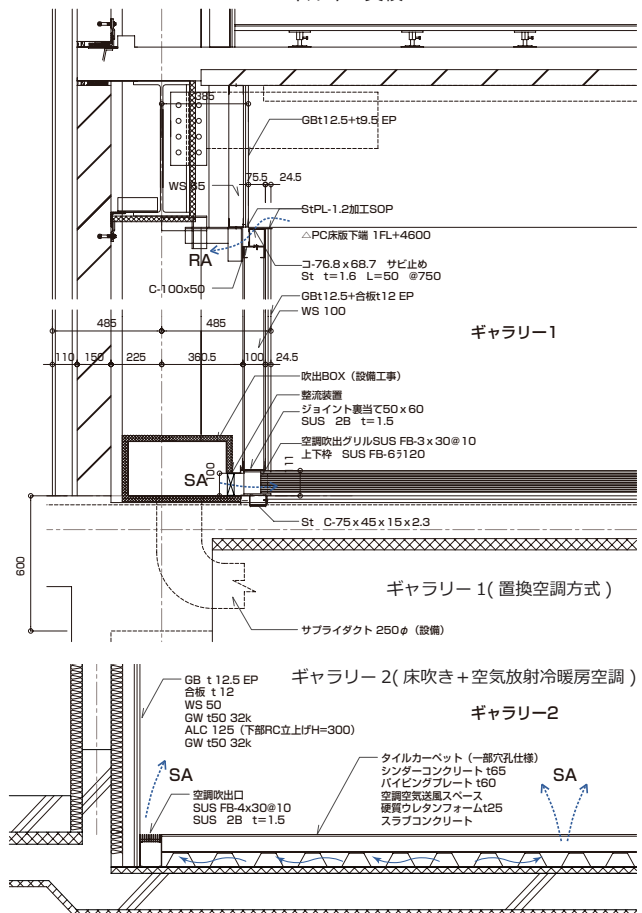 385
GBt12.5+t9.5 EP
75.5
24.5
WS 65
StPL-1.2加工SOP
△PC床版下端 1FL+4600
RA
コ-76.8x68.7 サビ止め
St t=1.6 L=50 @750
C-100x50
GBt12.5+合板t12 EP
WS 100
485
485
ギャラリー1
110
150
225
360.5
100
24.5
吹出BOX（設備工事）
整流装置
ジョイント裏当て50x60
SUS 2B t=1.5
空調吹出グリルSUS FB-3x30@10
上下枠 SUS FB-6ｦ120
SA
100
111
St C-75x45x15x2.3
600
ギャラリー 1( 置換空調方式 )
サプライダクト 250φ（設備）
ギャラリー 2( 床吹き＋空気放射冷暖房空調 )
GB t 12.5 EP
合板 t 12
WS 50
GW t50 32k
ALC 125（下部RC立上げH=300）
GW t50 32k
ギャラリー2
SA
空調吹出口
SUS FB-4x30@10
SUS 2B t=1.5
タイルカーペット（一部穴孔仕様）
シンダーコンクリート t65
パイピングプレート t60
空調空気送風スペース
硬質ウレタンフォームt25
スラブコンクリート
SA